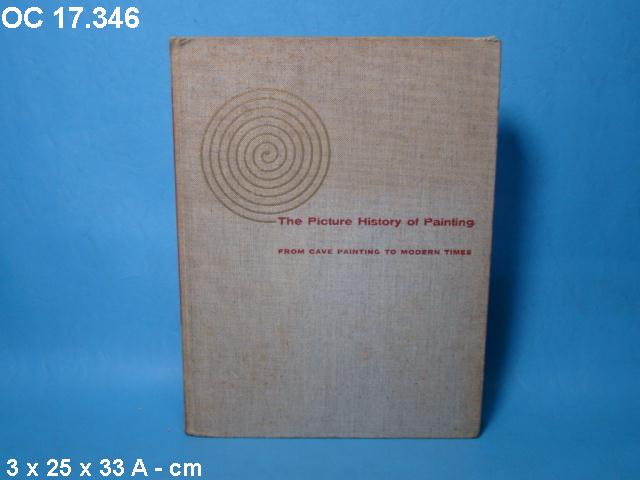 OC 17.346
The Picture History of Painting
FROM CAVE PAINTING TO MODERN TIMES
3 x 25 x 33 A - cm